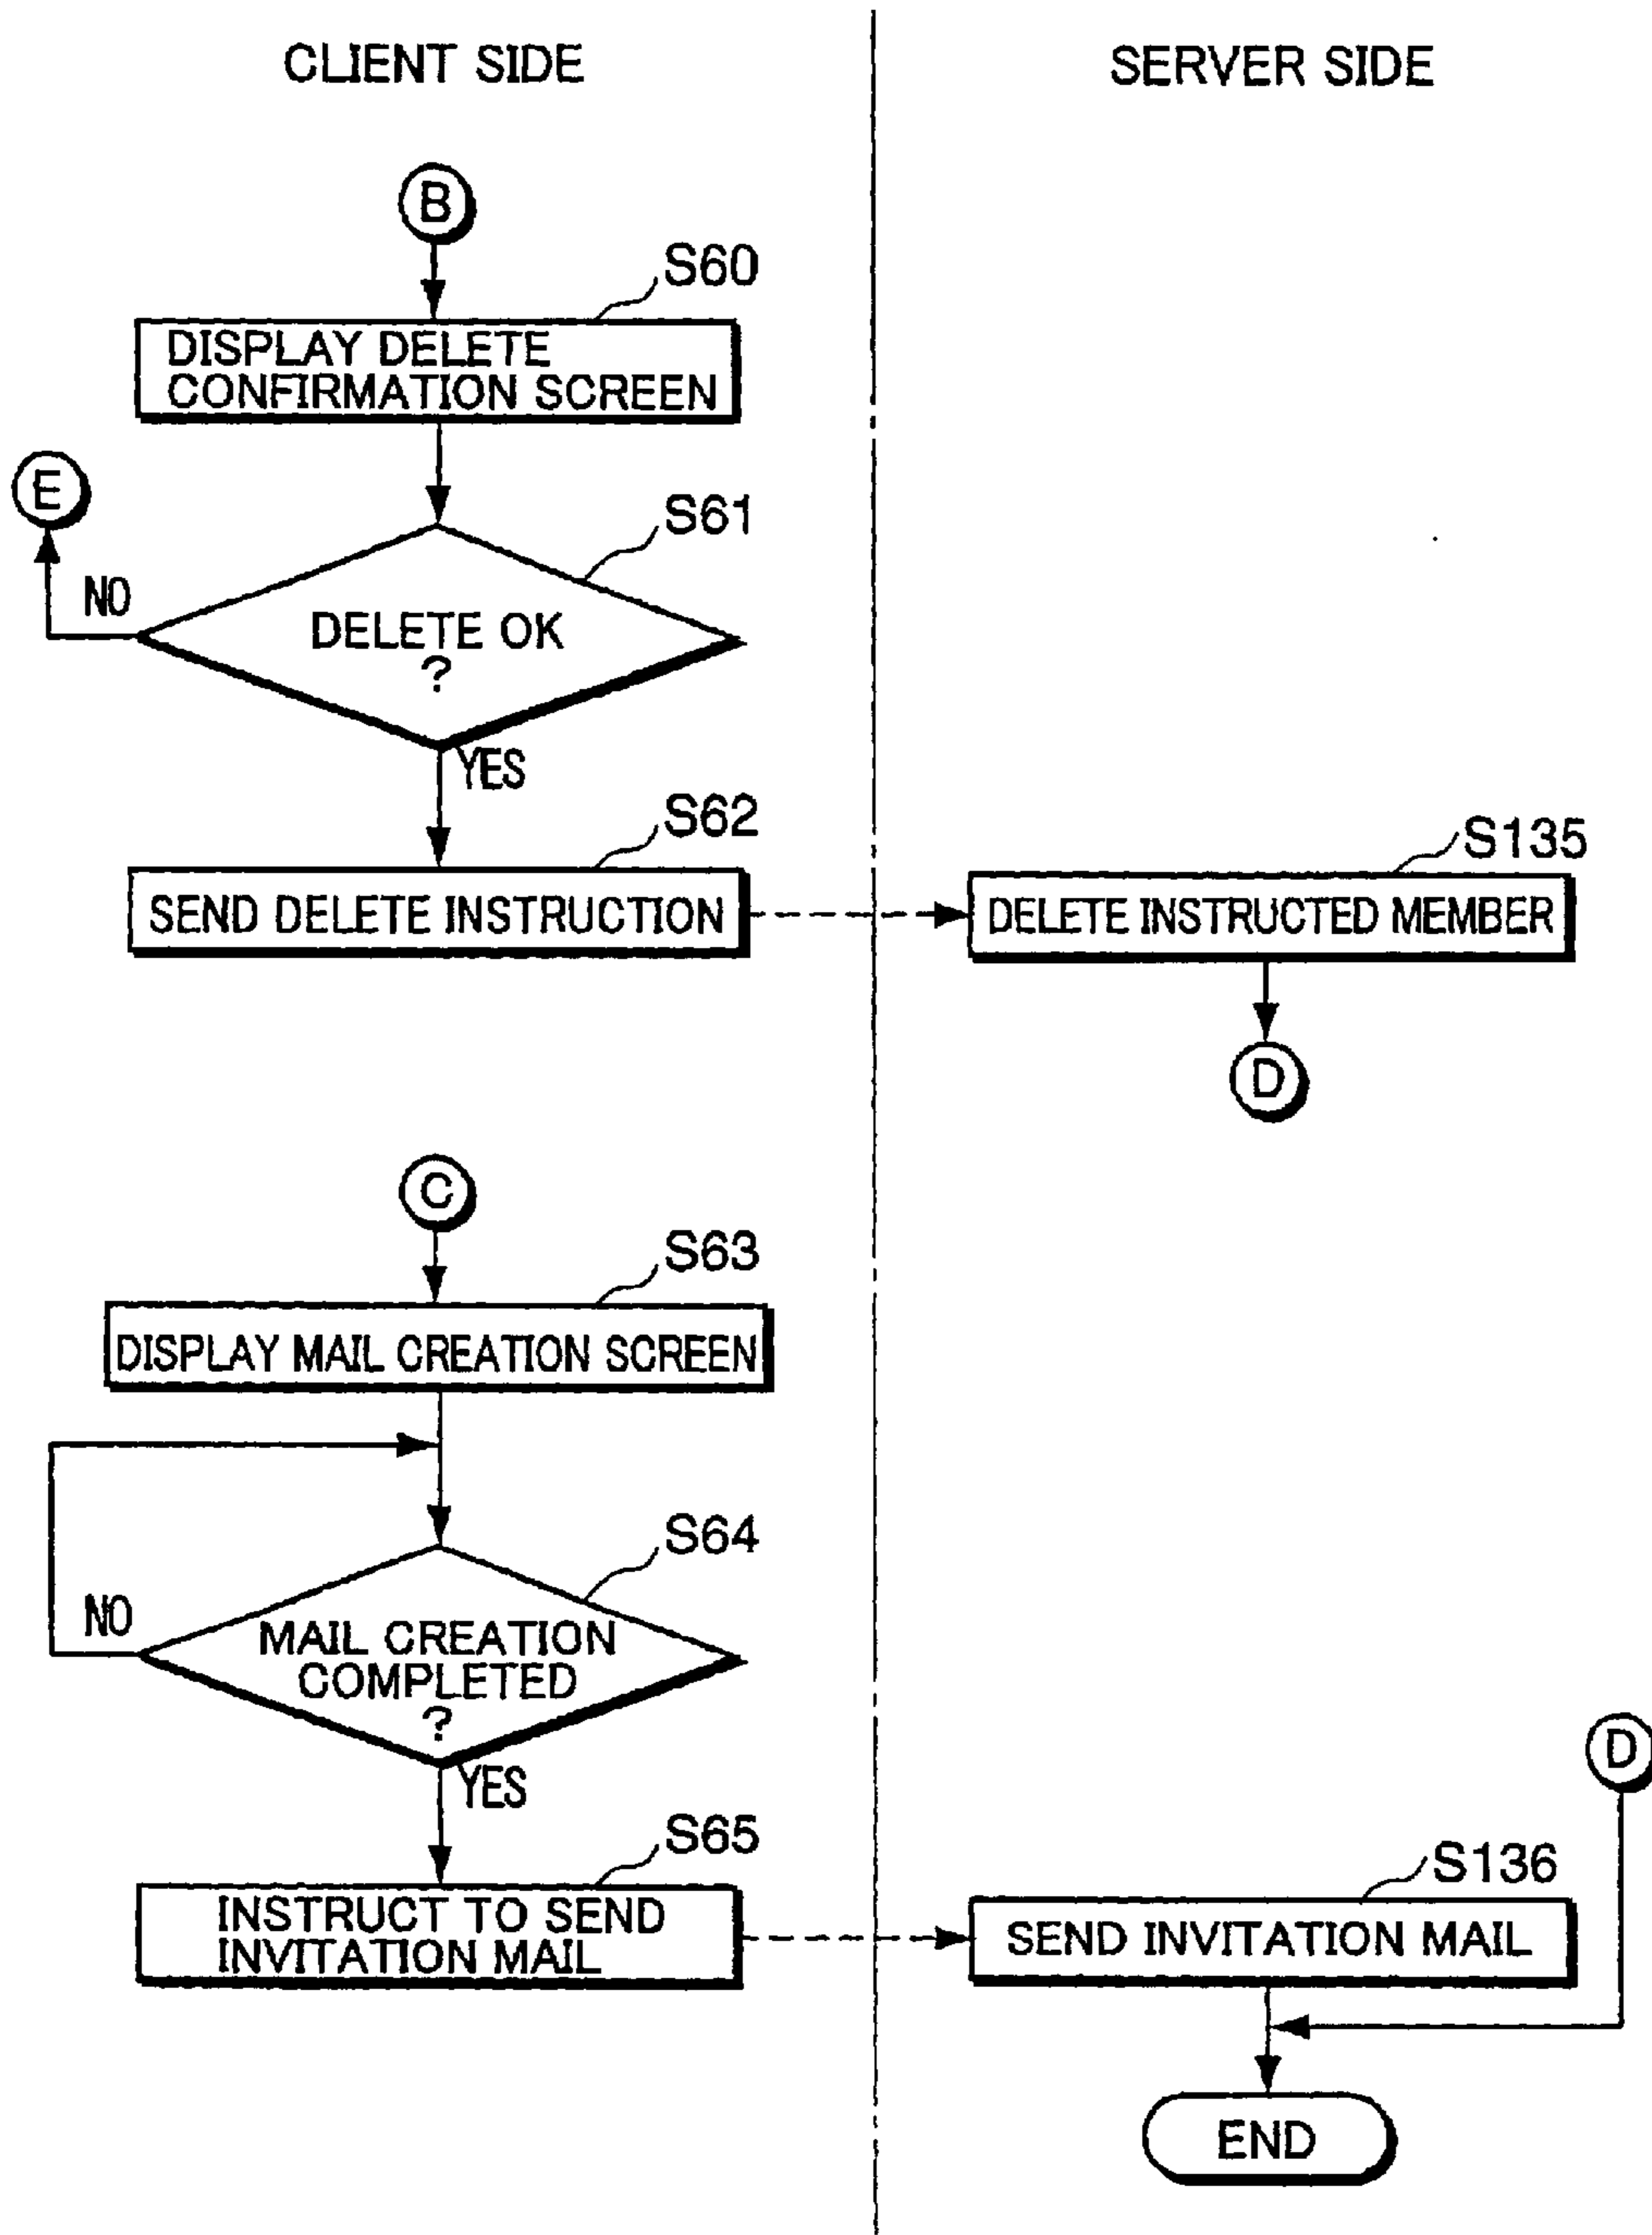 CLIENT SIDE
SERVER SIDE
B
S60
DISPLAY DELETE
CONFIRMATION SCREEN
E
S61
NO
DELETE OK
?
YES
S62
SEND DELETE INSTRUCTION
S135
DELETE INSTRUCTED MEMBER
D
C
S63
DISPLAY MAIL CREATION SCREEN
S64
NO
MAIL CREATION
COMPLETED
?
YES
D
S65
INSTRUCT TO SEND
INVITATION MAIL
S136
SEND INVITATION MAIL
END